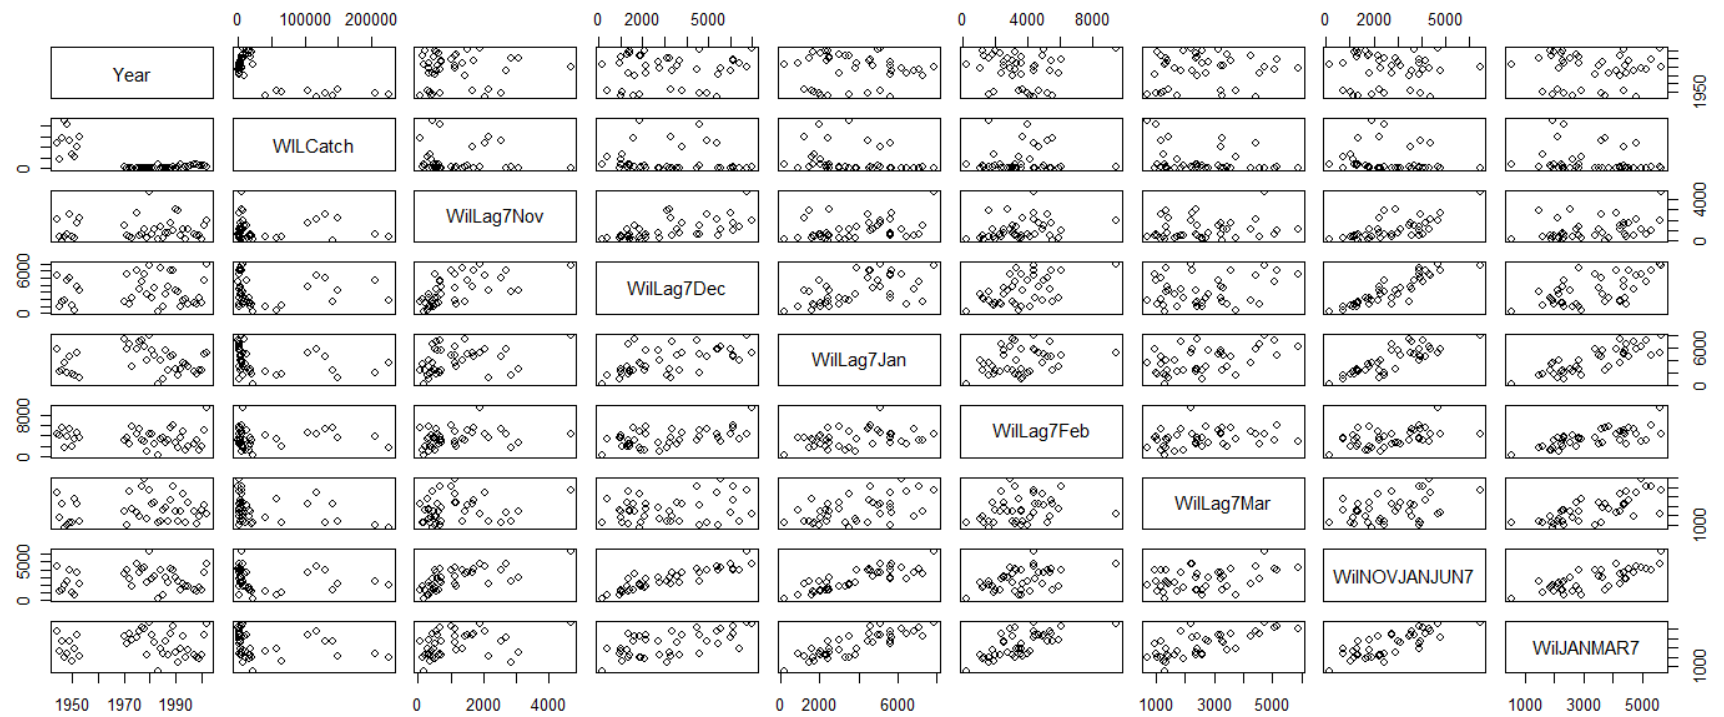 0 100000 200000 0 2000 5000 0 4000 8000 0 2000 5000
Year
1950
WILCatch
0
WilLag7Nov
0 4000
WilLag7Dec
0 6000
WilLag7Jan
0 6000
WilLag7Feb
0 8000
WilLag7Mar
1000
WilNOVJANJUN7
0 5000
WilJANMAR7
1000
1950 1970 1990 0 2000 4000 0 2000 6000 1000 3000 5000 1000 3000 5000